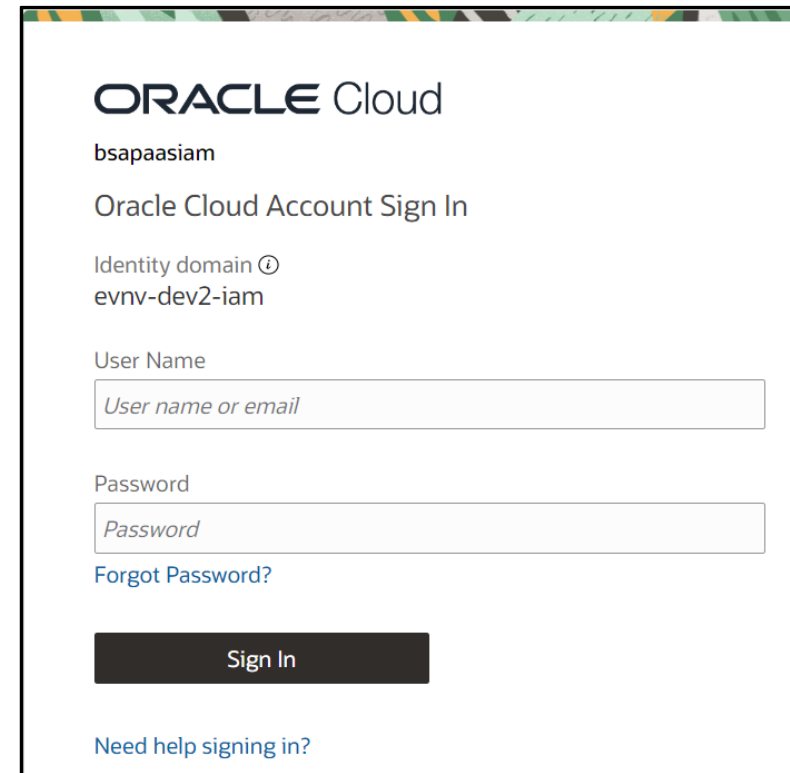 ORACLE Cloud
bsapaasiam
Oracle Cloud Account Sign In
Identity domain
evnv-dev2-iam
User Name
User name or email
Password
Password
Forgot Password?
Sign In
Need help signing in?